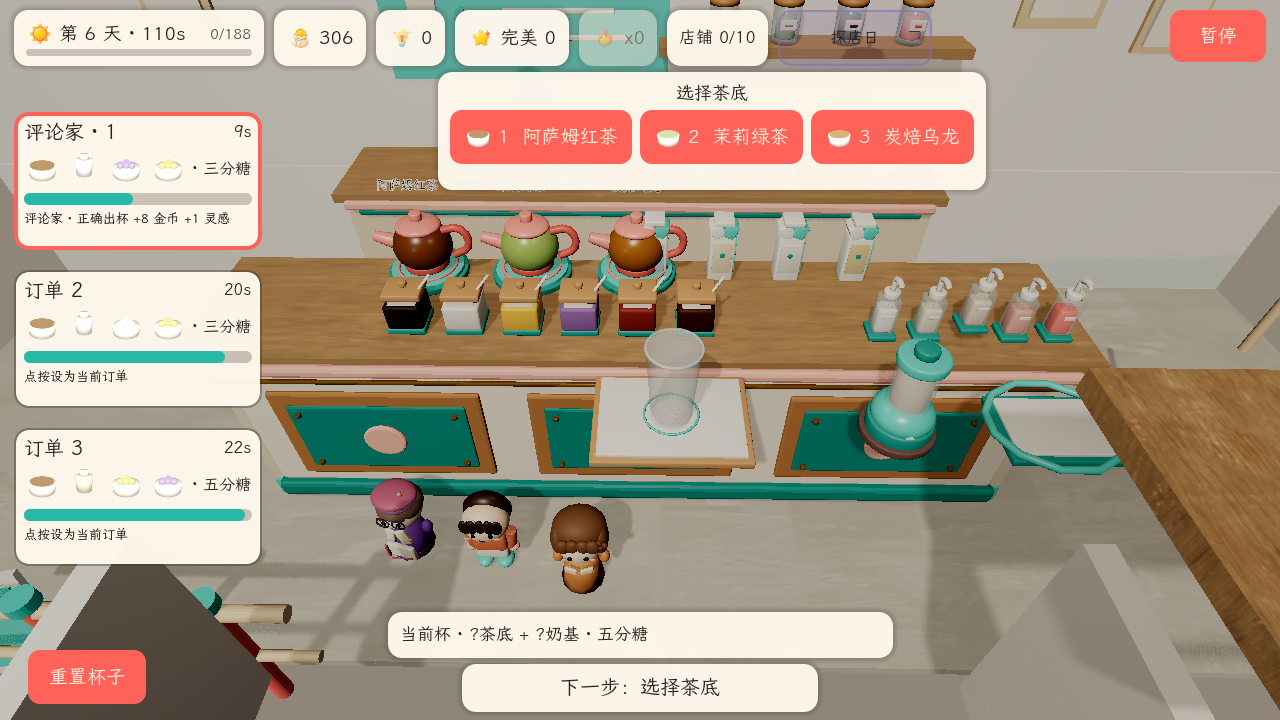 第 6 天・110s
0/188
306
0
完美 0
x0
店铺 0/10
探店日
暂停
选择茶底
1 阿萨姆红茶
2 茉莉绿茶
3 炭焙乌龙
阿萨姆红茶
评论家・1
9s
・三分糖
评论家・正确出杯 +8 金币 +1 灵感
订单 2
20s
・三分糖
点按设为当前订单
订单 3
22s
・五分糖
点按设为当前订单
当前杯・?茶底 + ?奶基・五分糖
下一步: 选择茶底
重置杯子